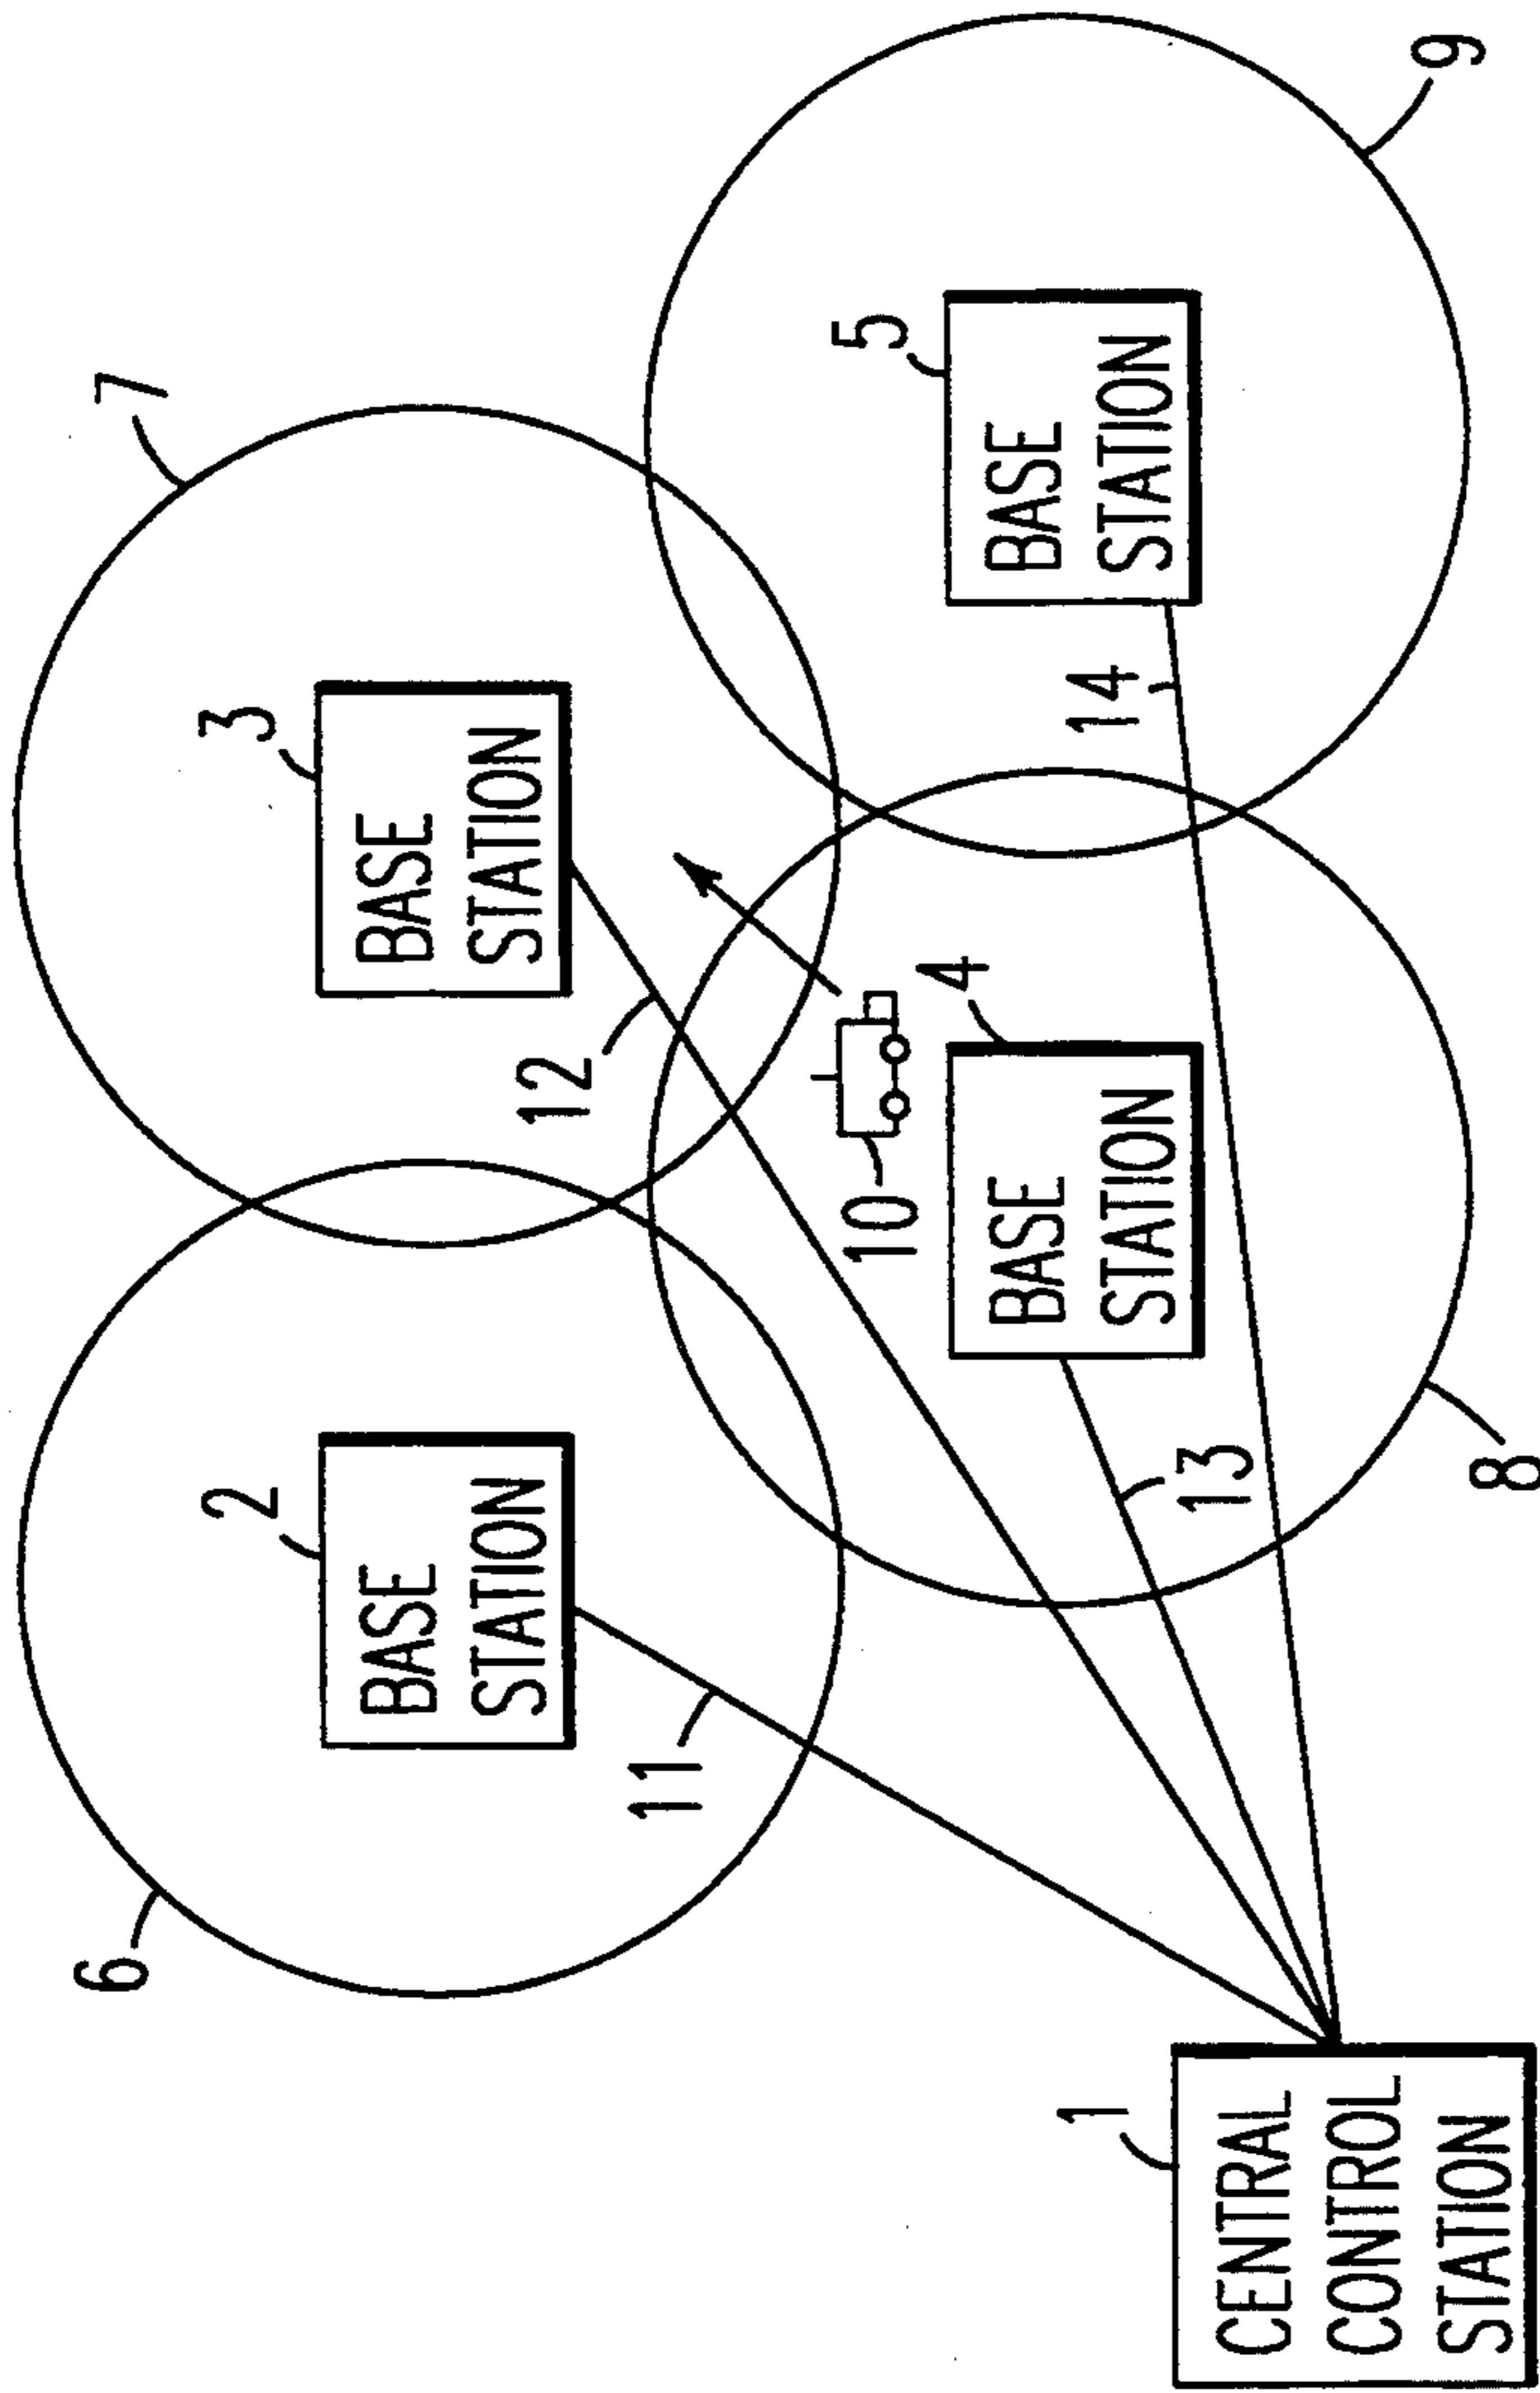 6
7
2
BASE
STATION
3
BASE
STATION
11
12
10
4
BASE
STATION
5
BASE
STATION
14
1
CENTRAL
CONTROL
STATION
13
8
9